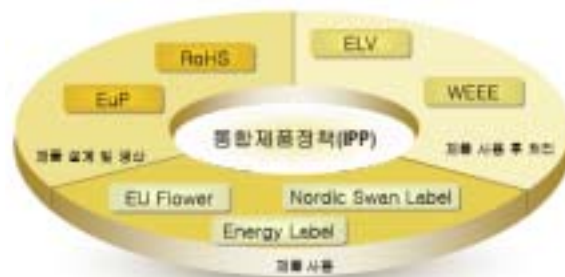 RoHS
ELV
EuP
WEEE
통합제품정책(IPP)
제품 설계 및 생산
제품 사용 후 처리
EU Flower
Nordic Swan Label
Energy Label
제품 사용